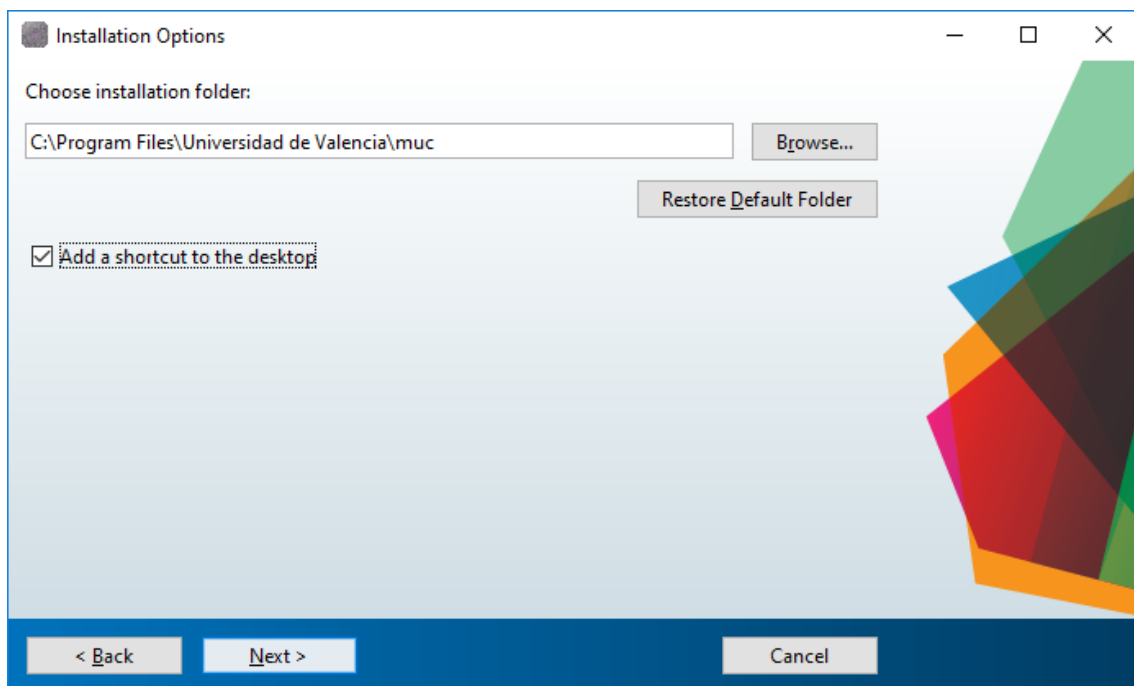 Installation Options
Choose installation folder:
C:\Program Files\Universidad de Valencia\muc
Browse...
Restore Default Folder
Add a shortcut to the desktop
< Back
Next >
Cancel